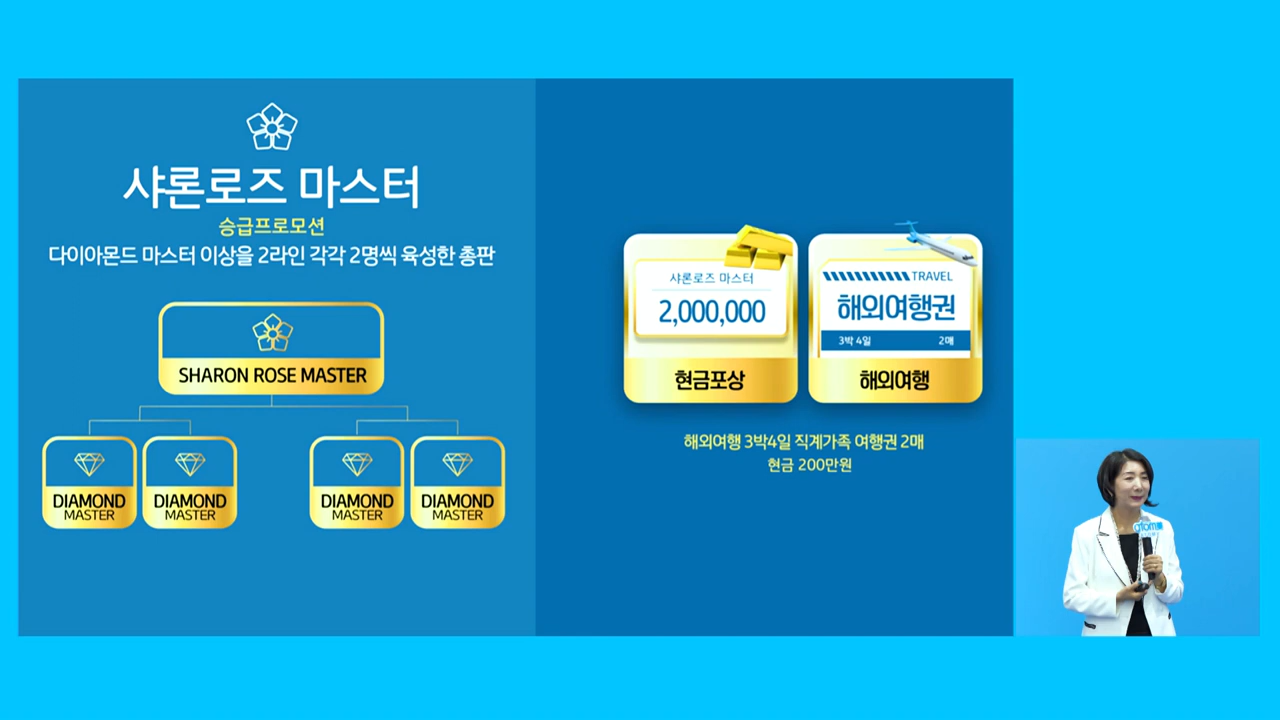 샤론로즈 마스터
승급프로모션
다이아몬드 마스터 이상을 2라인 각각 2명씩 육성한 총판
SHARON ROSE MASTER
DIAMOND
MASTER
DIAMOND
MASTER
DIAMOND
MASTER
DIAMOND
MASTER
샤론로즈 마스터
2,000,000
현금포상
TRAVEL
해외여행권
3박 4일 2매
해외여행
해외여행 3박4일 직계가족 여행권 2매
현금 200만원
atomy